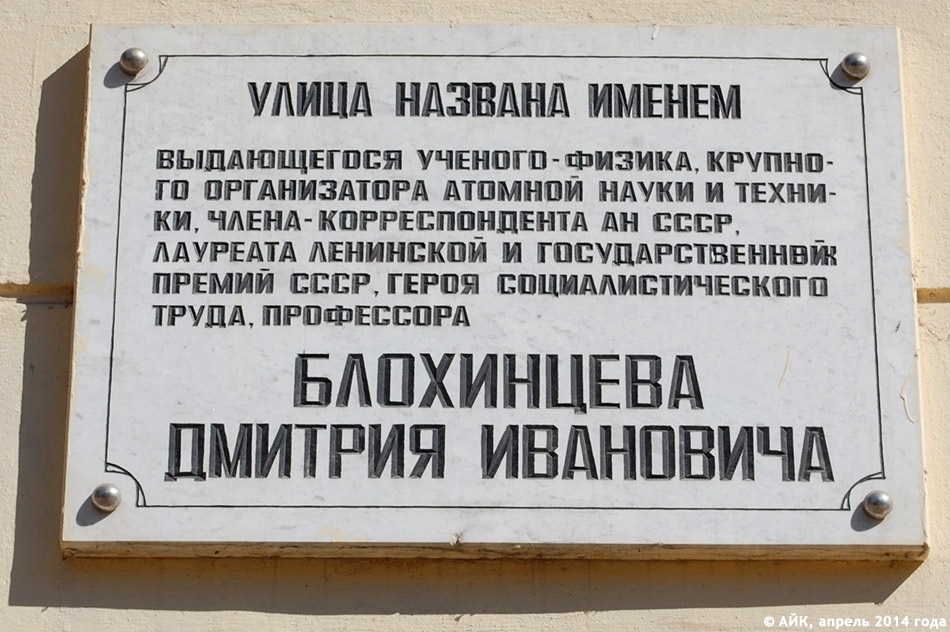 УЛИЦА НАЗВАНА ИМЕНЕМ
ВЫДАЮЩЕГОСЯ УЧЕНОГО-ФИЗИКА, КРУПНО-
ГО ОРГАНИЗАТОРА АТОМНОЙ НАУКИ И ТЕХНИ-
КИ, ЧЛЕНА-КОРРЕСПОНДЕНТА АН СССР,
ЛАУРЕАТА ЛЕНИНСКОЙ И ГОСУДАРСТВЕННЫХ
ПРЕМИЙ СССР, ГЕРОЯ СОЦИАЛИСТИЧЕСКОГО
ТРУДА, ПРОФЕССОРА
БЛОХИНЦЕВА
ДМИТРИЯ ИВАНОВИЧА
© АЙК, апрель 2014 года